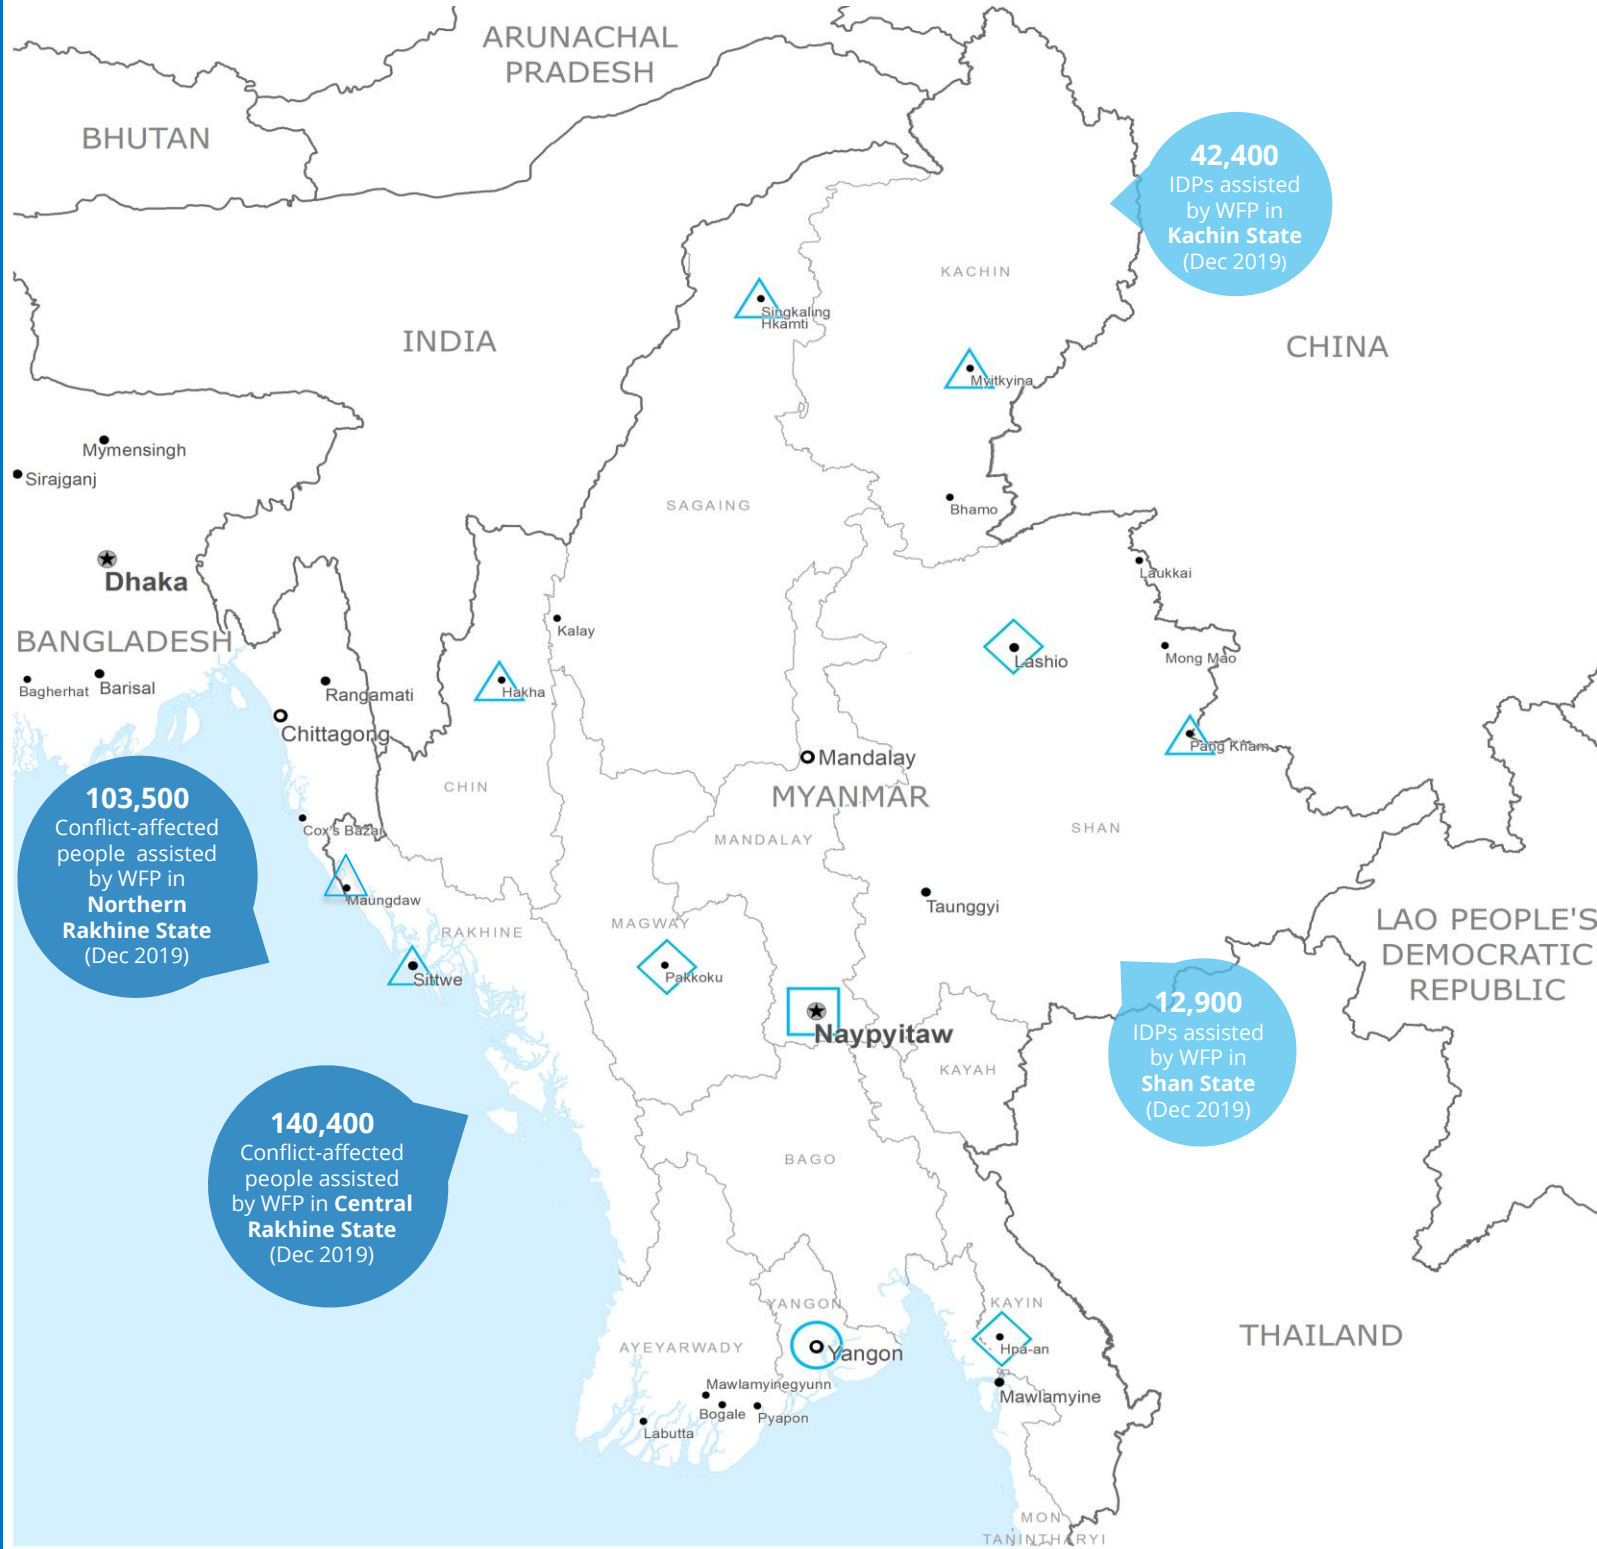 ARUNACHAL
PRADESH
BHUTAN
42,400
IDPs assisted
by WFP in
Kachin State
(Dec 2019)
KACHIN
Singkaling
Hkamti
INDIA
CHINA
Myitkyina
Mymensingh
Sirajganj
SAGAING
Bhamo
Dhaka
Laukkai
BANGLADESH
Kalay
Lashio
Mong Mao
Bagherhat
Barisal
Rangamati
Hakha
Chittagong
Pang Kham
Mandalay
CHIN
MYANMAR
103,500
Conflict-affected
people assisted
by WFP in
Northern
Rakhine State
(Dec 2019)
Cox's Bazar
SHAN
MANDALAY
Maungdaw
Taunggyi
RAKHINE
MAGWAY
LAO PEOPLE'S
DEMOCRATIC
REPUBLIC
Sittwe
Pakkoku
12,900
IDPs assisted
by WFP in
Shan State
(Dec 2019)
Naypyitaw
KAYAH
140,400
Conflict-affected
people assisted
by WFP in Central
Rakhine State
(Dec 2019)
BAGO
YANGON
KAYIN
THAILAND
AYEYARWADY
Yangon
Hpa-an
Mawlamyinegyunn
Mawlamyine
Bogale
Pyapon
Labutta
MON
TANINTHARYI